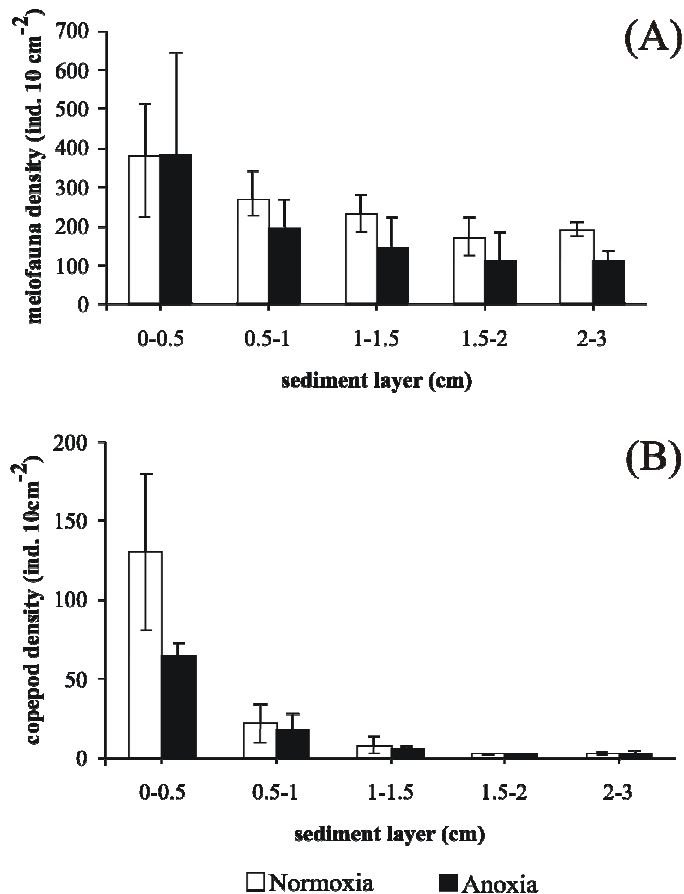 (A)
meiofauna density (ind. 10 cm⁻²)
700
600
500
400
300
200
100
0
0-0.5 0.5-1 1-1.5 1.5-2 2-3
sediment layer (cm)
(B)
copepod density (ind. 10cm⁻²)
200
150
100
50
0
0-0.5 0.5-1 1-1.5 1.5-2 2-3
sediment layer (cm)
Normoxia Anoxia